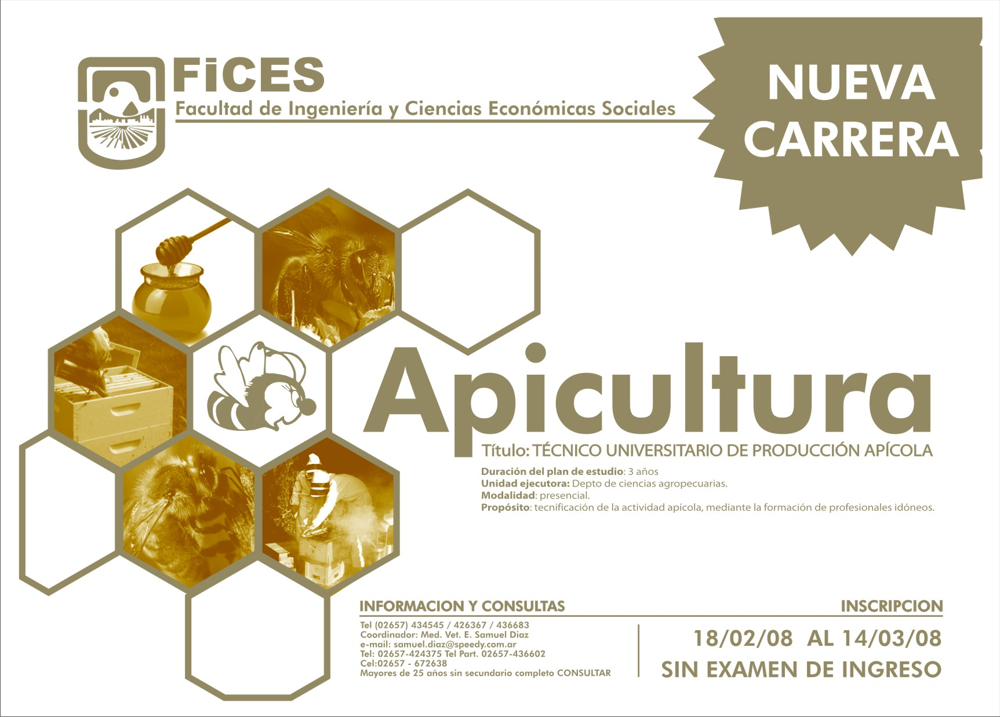 FiCES
Facultad de Ingeniería y Ciencias Económicas Sociales
NUEVA
CARRERA
Apicultura
Título: TÉCNICO UNIVERSITARIO DE PRODUCCIÓN APÍCOLA
Duración del plan de estudio: 3 años
Unidad ejecutora: Depto de ciencias agropecuarias.
Modalidad: presencial.
Propósito: tecnificación de la actividad apícola, mediante la formación de profesionales idóneos.
INFORMACION Y CONSULTAS
Tel (02657) 434545 / 426367 / 436683
Coordinador: Med. Vet. E. Samuel Diaz
e-mail: samuel.diaz@speedy.com.ar
Tel: 02657-424375 Tel Part. 02657-436602
Cel:02657 - 672638
Mayores de 25 años sin secundario completo CONSULTAR
INSCRIPCION
18/02/08 AL 14/03/08
SIN EXAMEN DE INGRESO